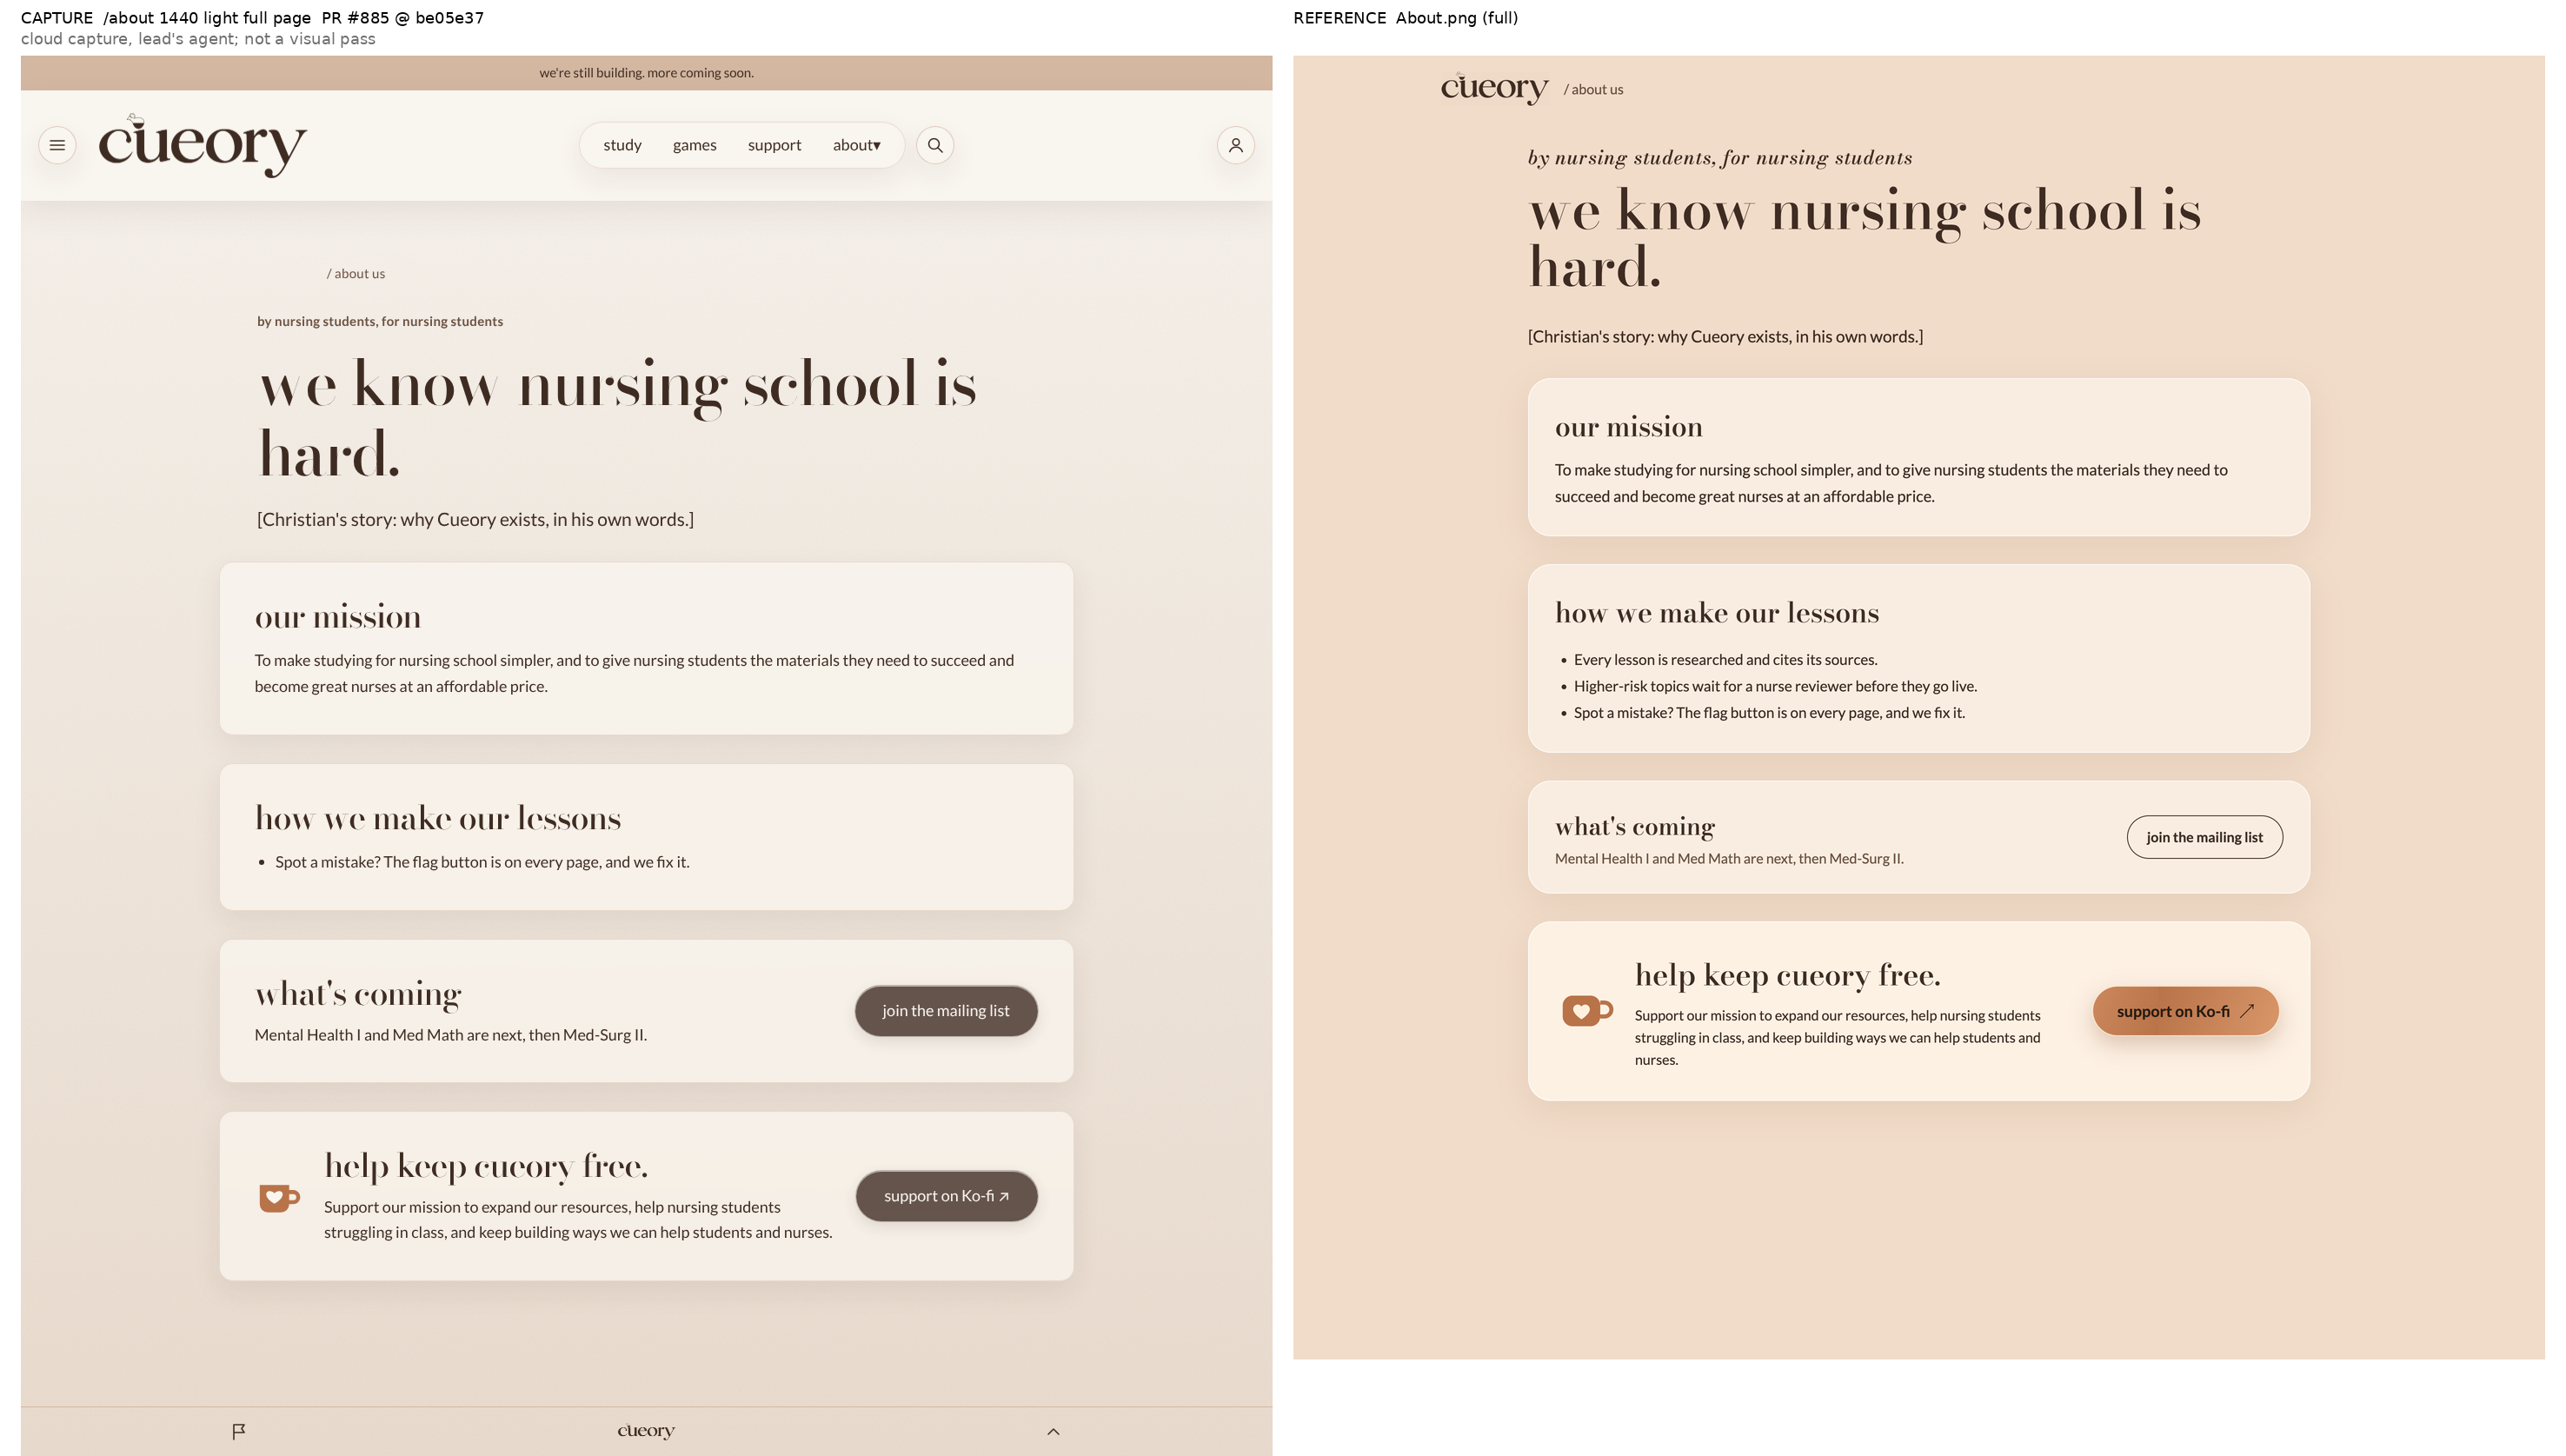 CAPTURE /about 1440 light full page PR #885 @ be05e37
cloud capture, lead's agent; not a visual pass
we're still building. more coming soon.
cueory
study games support about▾
/ about us
by nursing students, for nursing students
we know nursing school is
hard.
[Christian's story: why Cueory exists, in his own words.]
our mission
To make studying for nursing school simpler, and to give nursing students the materials they need to succeed and
become great nurses at an affordable price.
how we make our lessons
• Spot a mistake? The flag button is on every page, and we fix it.
what's coming
Mental Health I and Med Math are next, then Med-Surg II.
join the mailing list
help keep cueory free.
Support our mission to expand our resources, help nursing students
struggling in class, and keep building ways we can help students and nurses.
support on Ko-fi ↗
cueory
REFERENCE About.png (full)
cueory / about us
by nursing students, for nursing students
we know nursing school is
hard.
[Christian's story: why Cueory exists, in his own words.]
our mission
To make studying for nursing school simpler, and to give nursing students the materials they need to
succeed and become great nurses at an affordable price.
how we make our lessons
• Every lesson is researched and cites its sources.
• Higher-risk topics wait for a nurse reviewer before they go live.
• Spot a mistake? The flag button is on every page, and we fix it.
what's coming
Mental Health I and Med Math are next, then Med-Surg II.
join the mailing list
help keep cueory free.
Support our mission to expand our resources, help nursing students
struggling in class, and keep building ways we can help students and
nurses.
support on Ko-fi ↗